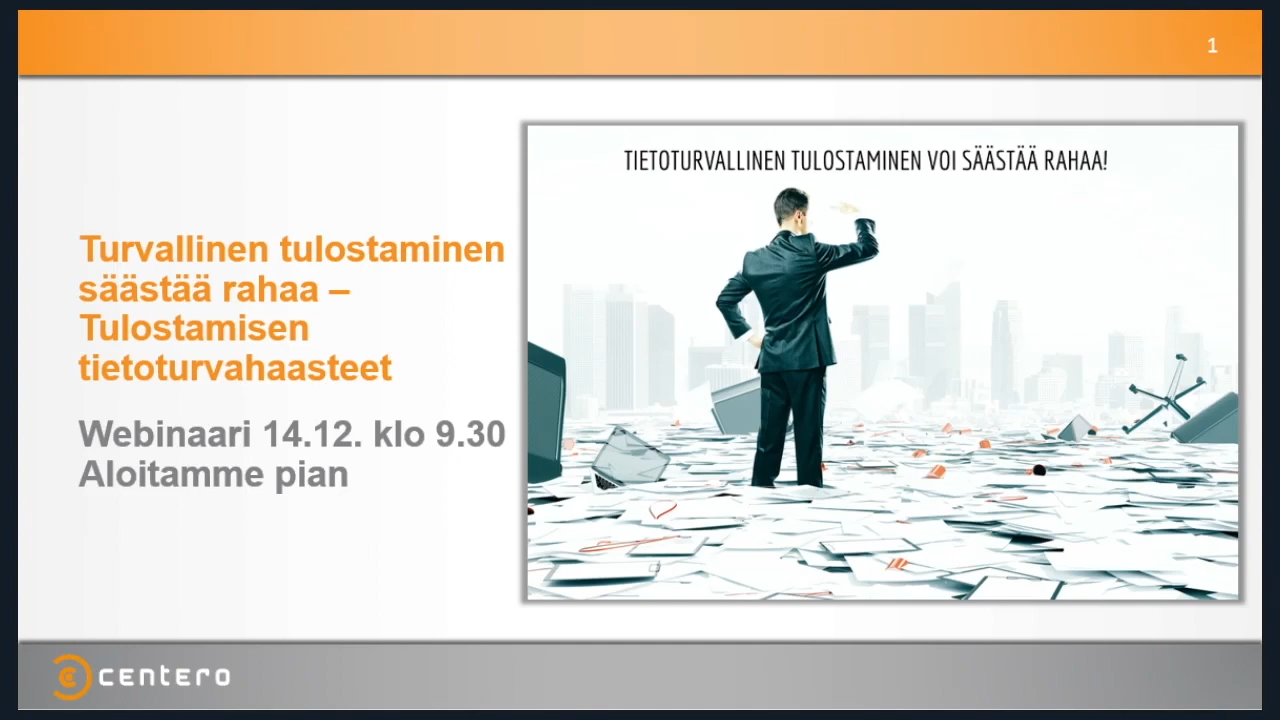 1
TIETOTURVALLINEN TULOSTAMINEN VOI SÄÄSTÄÄ RAHAA!
Turvallinen tulostaminen
säästää rahaa –
Tulostamisen
tietoturvahaasteet
Webinaari 14.12. klo 9.30
Aloitamme pian
centero